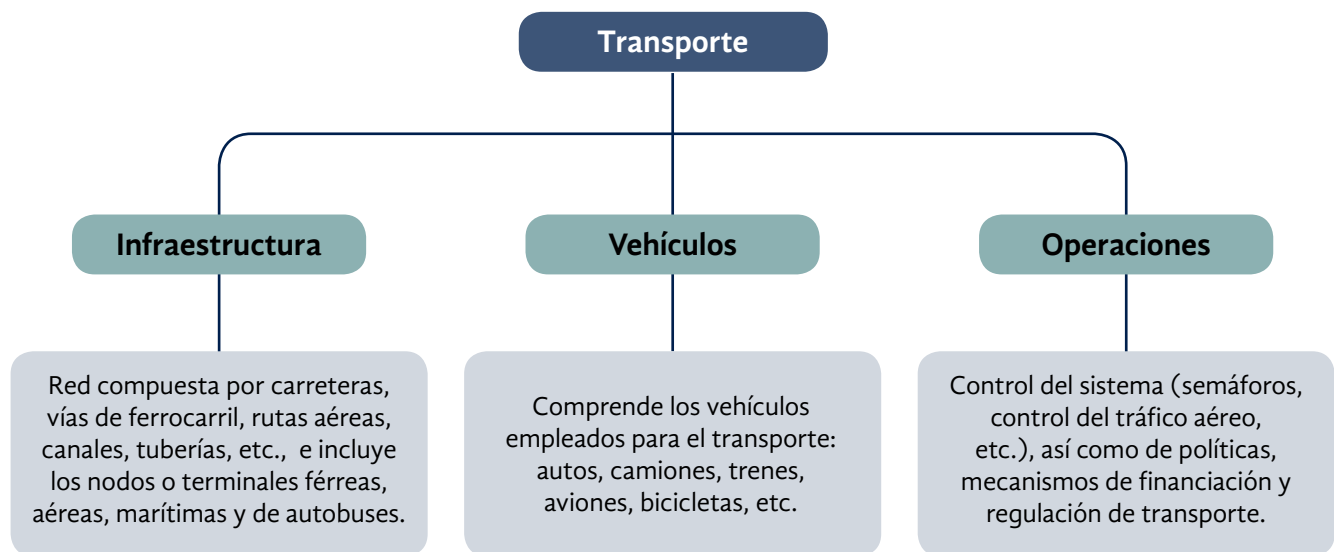 Transporte
Infraestructura
Vehículos
Operaciones
Red compuesta por carreteras,
vías de ferrocarril, rutas aéreas,
canales, tuberías, etc., e incluye
los nodos o terminales férreas,
aéreas, marítimas y de autobuses.
Comprende los vehículos
empleados para el transporte:
autos, camiones, trenes,
aviones, bicicletas, etc.
Control del sistema (semáforos,
control del tráfico aéreo,
etc.), así como de políticas,
mecanismos de financiación y
regulación de transporte.